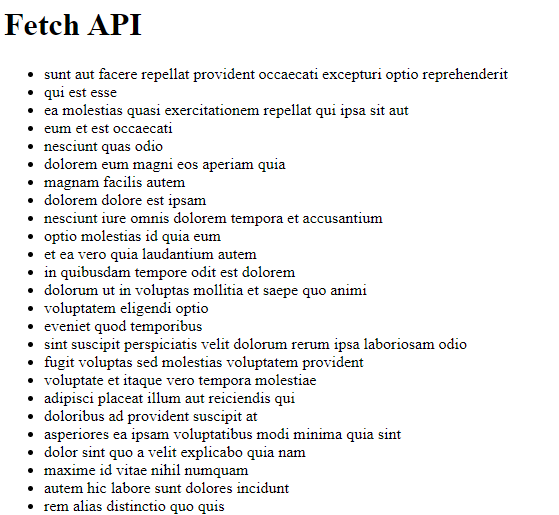 Fetch API
sunt aut facere repellat provident occaecati excepturi optio reprehenderit
qui est esse
ea molestias quasi exercitationem repellat qui ipsa sit aut
eum et est occaecati
nesciunt quas odio
dolorem eum magni eos aperiam quia
magnam facilis autem
dolorem dolore est ipsam
nesciunt iure omnis dolorem tempora et accusantium
optio molestias id quia eum
et ea vero quia laudantium autem
in quibusdam tempore odit est dolorem
dolorum ut in voluptas mollitia et saepe quo animi
voluptatem eligendi optio
eveniet quod temporibus
sint suscipit perspiciatis velit dolorum rerum ipsa laboriosam odio
fugit voluptas sed molestias voluptatem provident
voluptate et itaque vero tempora molestiae
adipisci placeat illum aut reiciendis qui
doloribus ad provident suscipit at
asperiores ea ipsam voluptatibus modi minima quia sint
dolor sint quo a velit explicabo quia nam
maxime id vitae nihil numquam
autem hic labore sunt dolores incidunt
rem alias distinctio quo quis